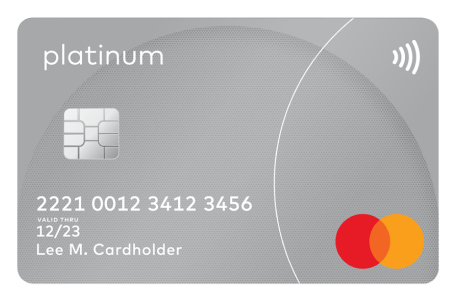 platinum
2221 0012 3412 3456
VALID THRU
12/23
Lee M. Cardholder